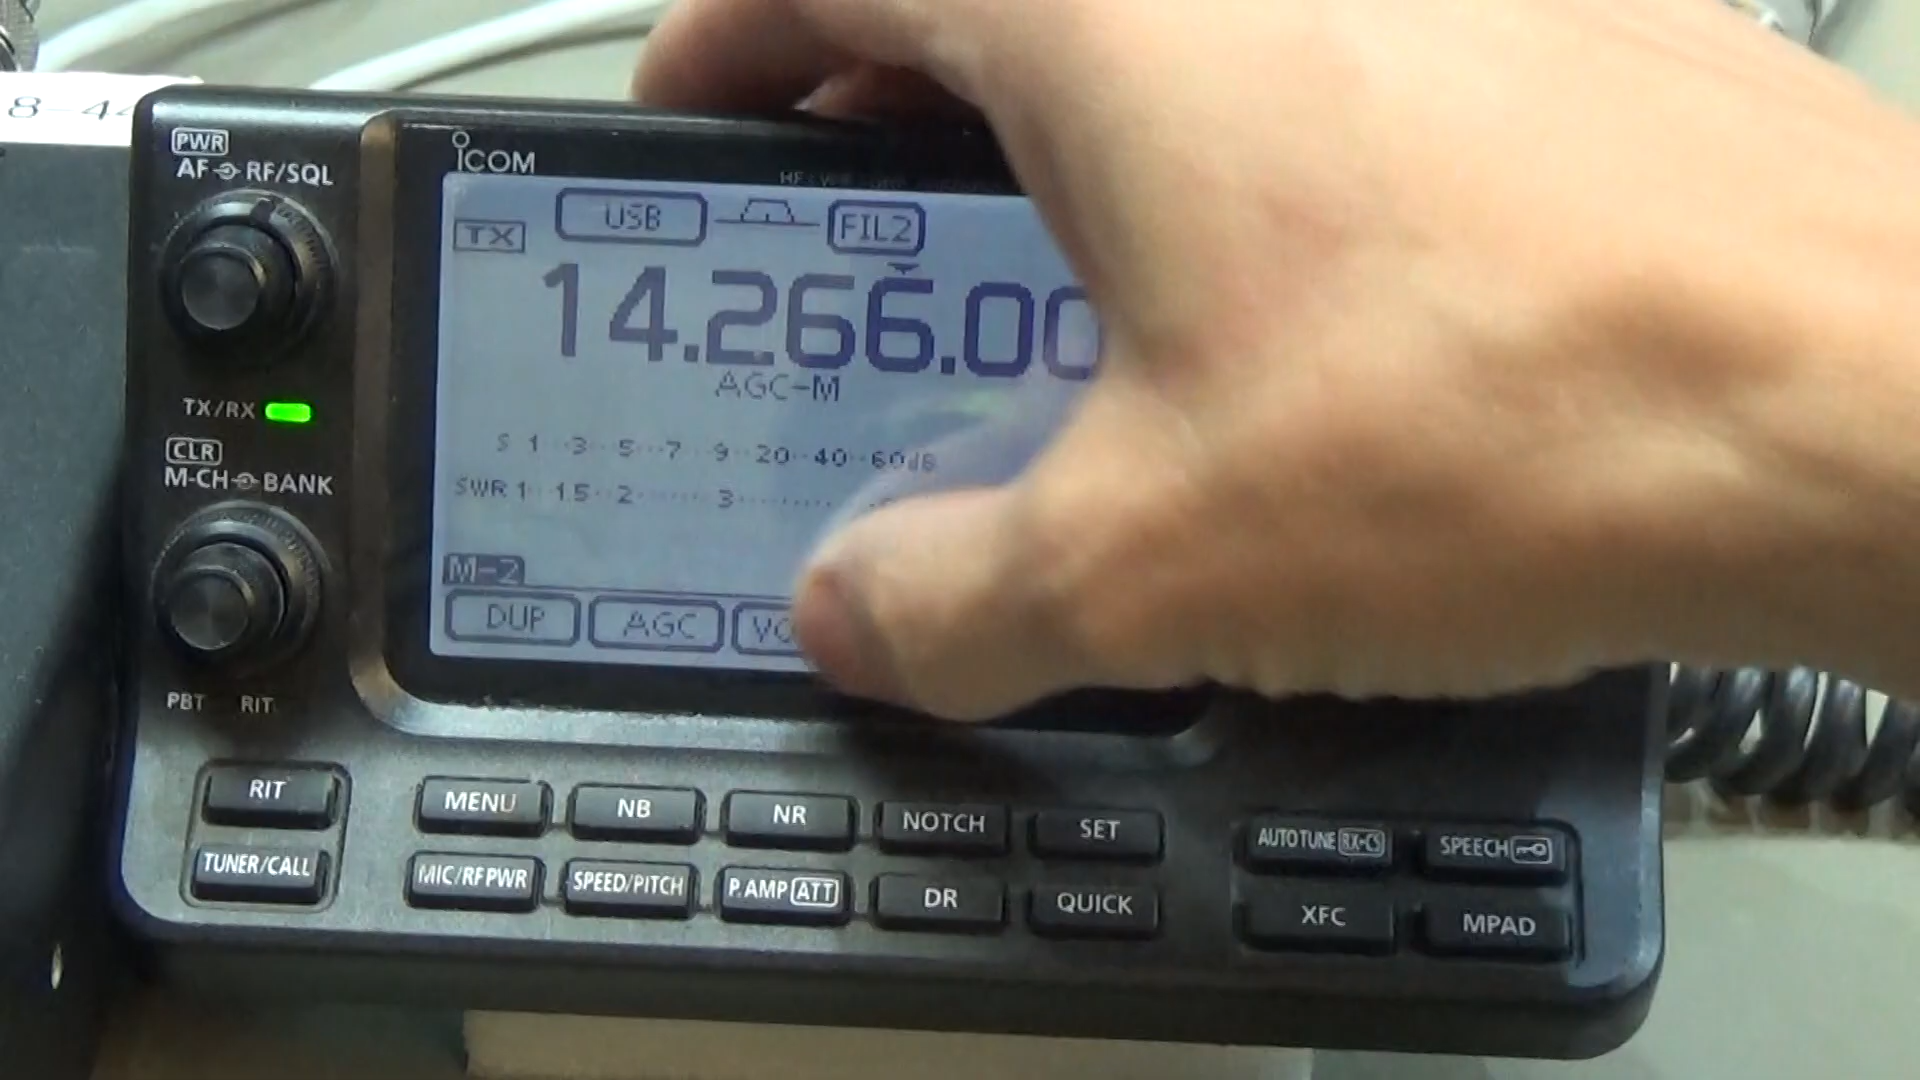 8-44
PWR
AF RF/SQL
ICOM
USB FIL2
TX
14.266.00
AGC-M
TX/RX
S 1 3 5 7 9 20 40 60dB
CLR
M-CH BANK
SWR 1 1.5 2 3
M-2
DUP AGC
PBT RIT
RIT MENU NB NR NOTCH SET AUTOTUNE RX-CS SPEECH
TUNER/CALL MIC/RF PWR SPEED/PITCH P.AMP ATT DR QUICK XFC MPAD